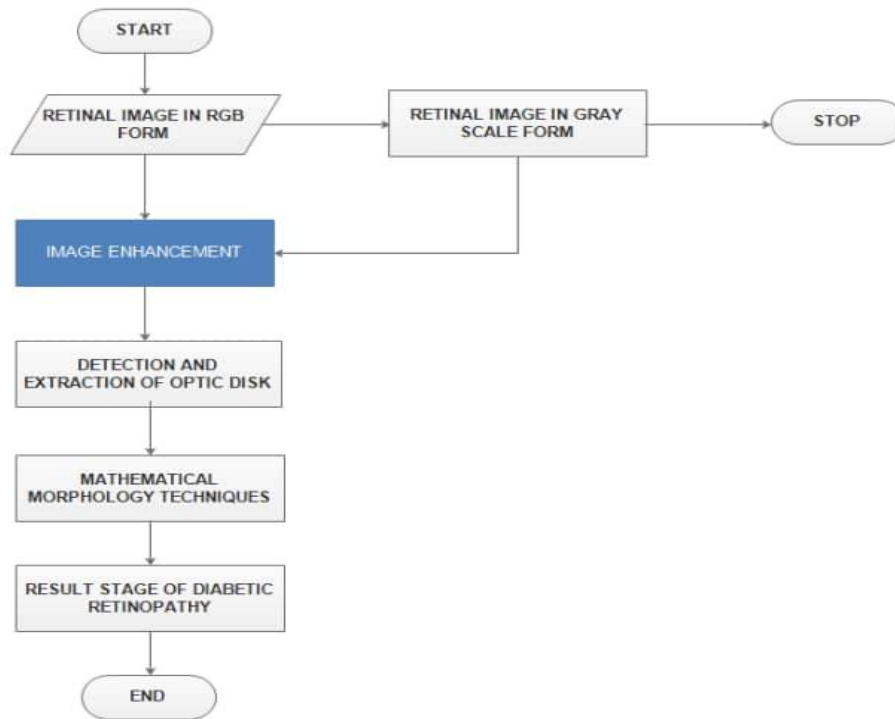 START
RETINAL IMAGE IN RGB
FORM
RETINAL IMAGE IN GRAY
SCALE FORM
STOP
IMAGE ENHANCEMENT
DETECTION AND
EXTRACTION OF OPTIC DISK
MATHEMATICAL
MORPHOLOGY TECHNIQUES
RESULT STAGE OF DIABETIC
RETINOPATHY
END